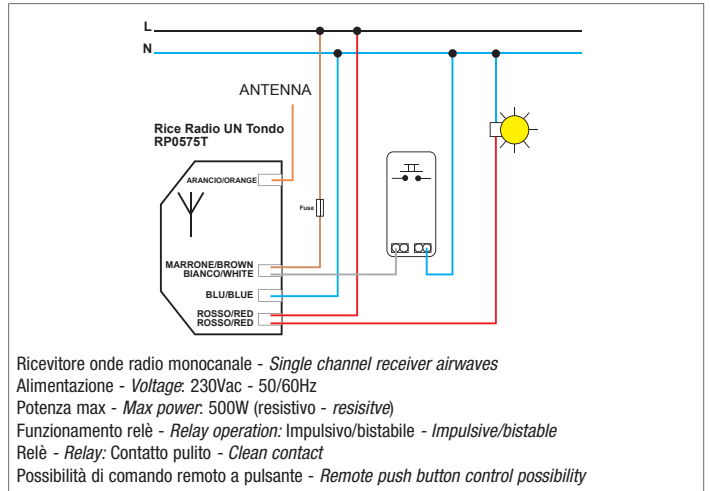 L
N
ANTENNA
Rice Radio UN Tondo
RP0575T
ARANCIO/ORANGE
Fuse
MARRONE/BROWN
BIANCO/WHITE
BLU/BLUE
ROSSO/RED
ROSSO/RED
Ricevitore onde radio monocanale - Single channel receiver airwaves
Alimentazione - Voltage: 230Vac - 50/60Hz
Potenza max - Max power: 500W (resistivo - resisitve)
Funzionamento relè - Relay operation: Impulsivo/bistabile - Impulsive/bistable
Relè - Relay: Contatto pulito - Clean contact
Possibilità di comando remoto a pulsante - Remote push button control possibility